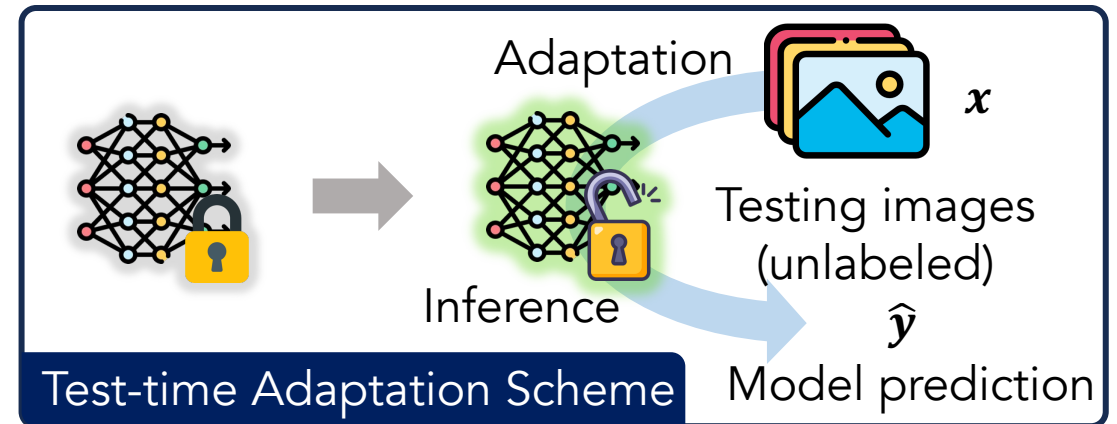 Adaptation
x
Testing images
(unlabeled)
Inference
ŷ
Model prediction
Test-time Adaptation Scheme